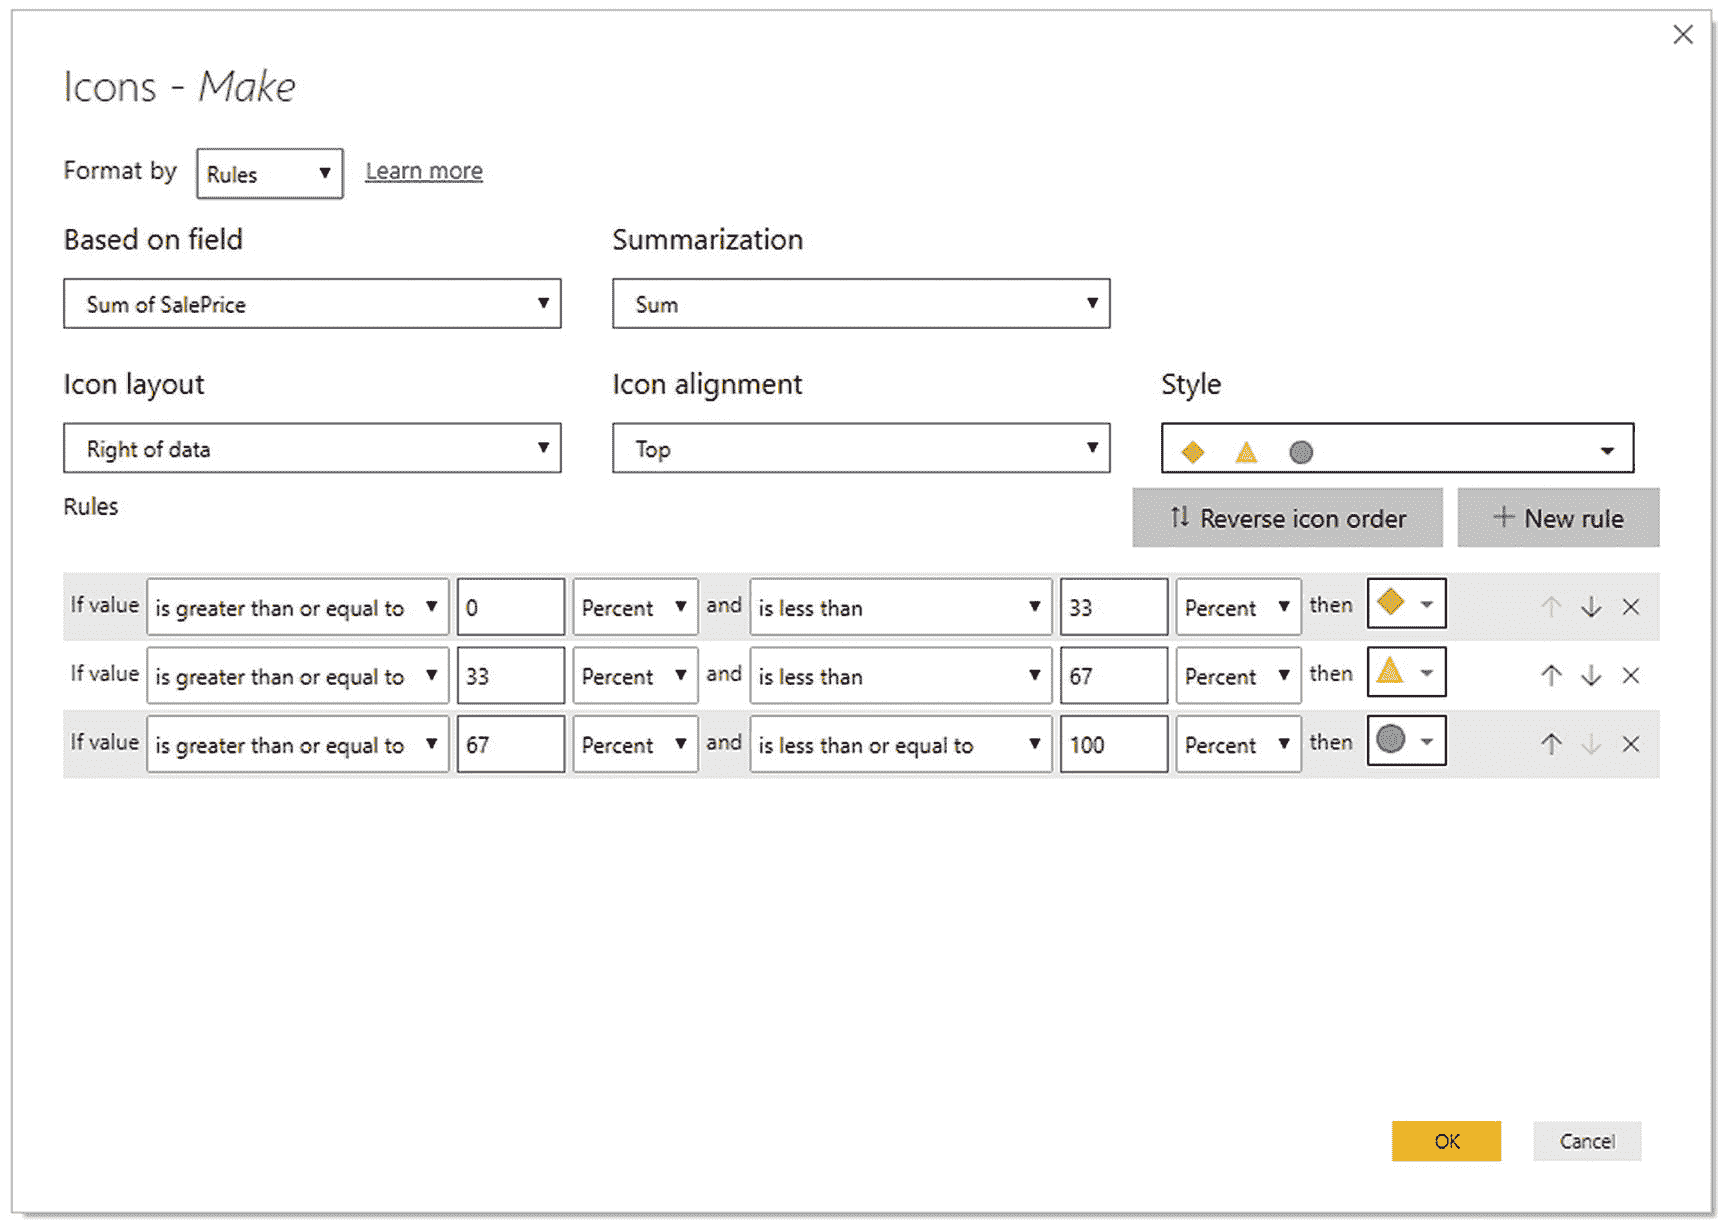 Icons - Make
Format by Rules Learn more
Based on field Summarization
Sum of SalePrice Sum
Icon layout Icon alignment Style
Right of data Top
Rules Reverse icon order New rule
If value is greater than or equal to 0 Percent and is less than 33 Percent then
If value is greater than or equal to 33 Percent and is less than 67 Percent then
If value is greater than or equal to 67 Percent and is less than or equal to 100 Percent then
OK Cancel